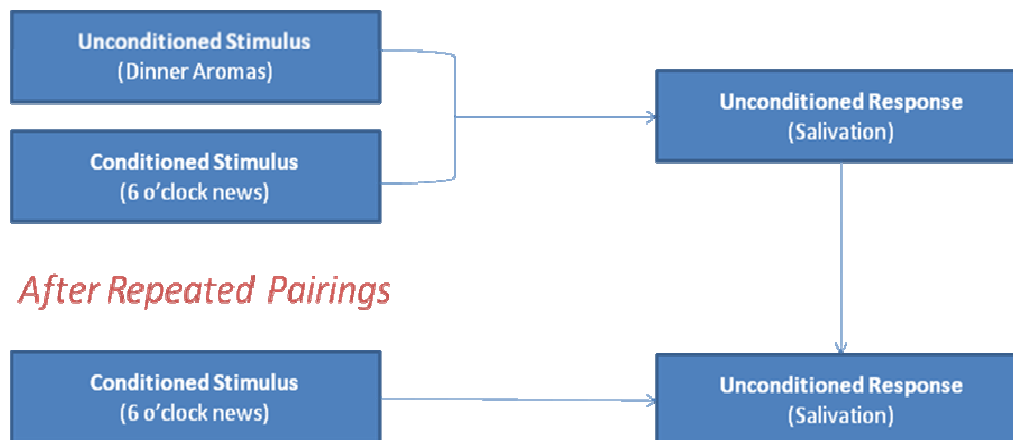 Unconditioned Stimulus
(Dinner Aromas)
Conditioned Stimulus
(6 o'clock news)
Unconditioned Response
(Salivation)
After Repeated Pairings
Conditioned Stimulus
(6 o'clock news)
Unconditioned Response
(Salivation)